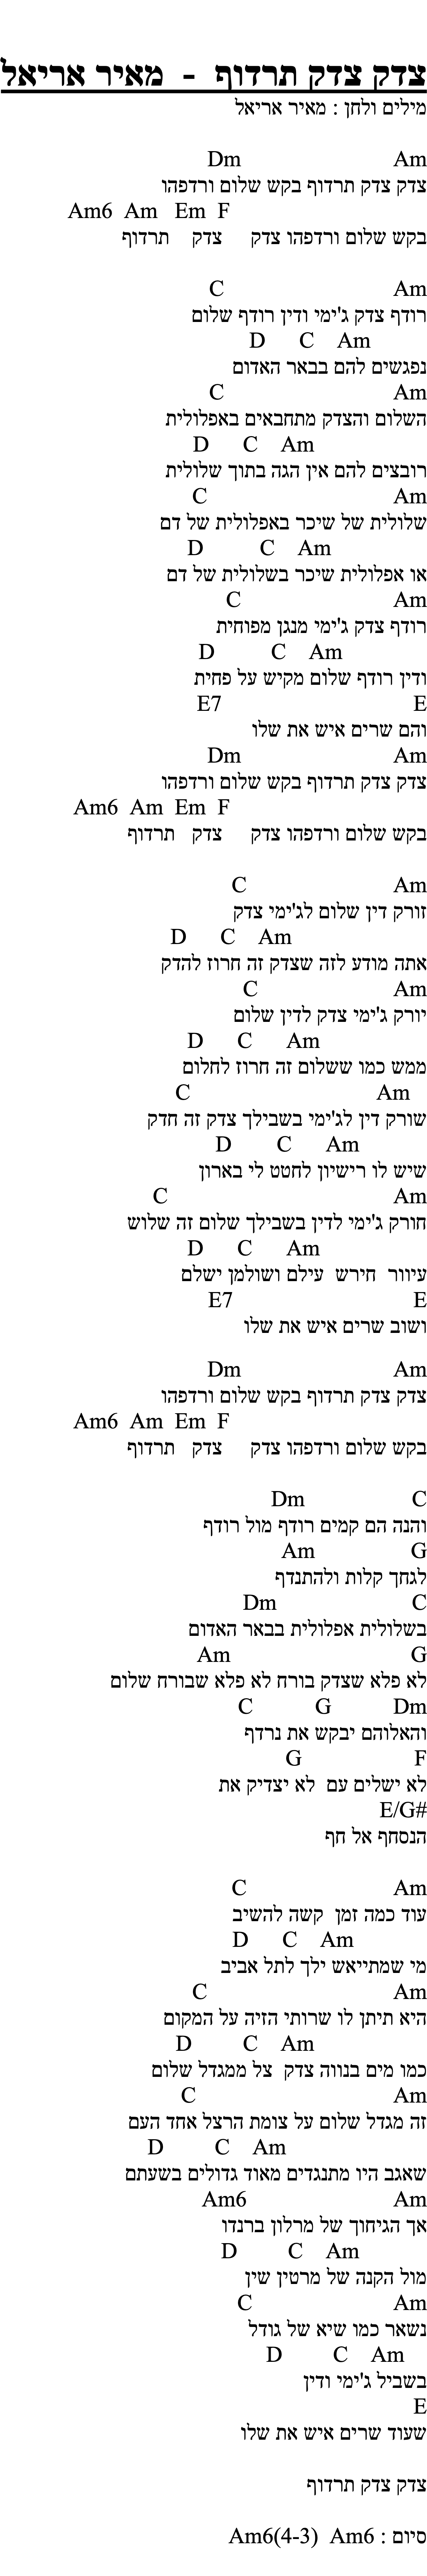 צדק צדק תרדוף - מאיר אריאל
מילים ולחן : מאיר אריאל
Am Dm
צדק צדק תרדוף בקש שלום ורדפהו
F Em Am Am6
בקש שלום ורדפהו צדק צדק תרדוף
Am C
רודף צדק ג'ימי ודין רודף שלום
Am C D
נפגשים להם בבאר האדום
Am C
השלום והצדק מתחבאים באפלולית
Am C D
רובצים להם אין הגה בתוך שלולית
Am C
שלולית של שיכר באפלולית של דם
Am C D
או אפלולית שיכר בשלולית של דם
Am C
רודף צדק ג'ימי מנגן מפוחית
Am C D
ודין רודף שלום מקיש על פחית
E E7
והם שרים איש את שלו
Am Dm
צדק צדק תרדוף בקש שלום ורדפהו
F Em Am Am6
בקש שלום ורדפהו צדק צדק תרדוף
Am C
זורק דין שלום לג'ימי צדק
Am C D
אתה מודע לזה שצדק זה חרוז להדק
Am C
יורק ג'ימי צדק לדין שלום
Am C D
ממש כמו ששלום זה חרוז לחלום
Am C
שורק דין לג'ימי בשבילך צדק זה חדק
Am C D
שיש לו רישיון לחטט לי בארון
Am C
חורק ג'ימי לדין בשבילך שלום זה שלוש
Am C D
עיוור חירש עילם ושולמן ישלם
E E7
ושוב שרים איש את שלו
Am Dm
צדק צדק תרדוף בקש שלום ורדפהו
F Em Am Am6
בקש שלום ורדפהו צדק צדק תרדוף
C Dm
והנה הם קמים רודף מול רודף
G Am
לגחך קלות ולהתנדף
C Dm
בשלולית אפלולית בבאר האדום
G Am
לא פלא שצדק בורח לא פלא שבורח שלום
Dm G C
והאלוהם יבקש את נרדף
F G
לא ישלים עם לא יצדיק את
E/G#
הנסחף אל חף
Am C
עוד כמה זמן קשה להשיב
Am C D
מי שמתייאש ילך לתל אביב
Am C
היא תיתן לו שרותי הזיה על המקום
Am C D
כמו מים בנווה צדק צל ממגדל שלום
Am C
זה מגדל שלום על צומת הרצל אחד העם
Am C D
שאגב היו מתנגדים מאוד גדולים בשעתם
Am Am6
אך הגיחוך של מרלון ברנדו
Am C D
מול הקנה של מרטין שין
Am C
נשאר כמו שיא של גודל
Am C D
בשביל ג'ימי ודין
E
שעוד שרים איש את שלו
צדק צדק תרדוף
סיום : Am6(4-3) Am6